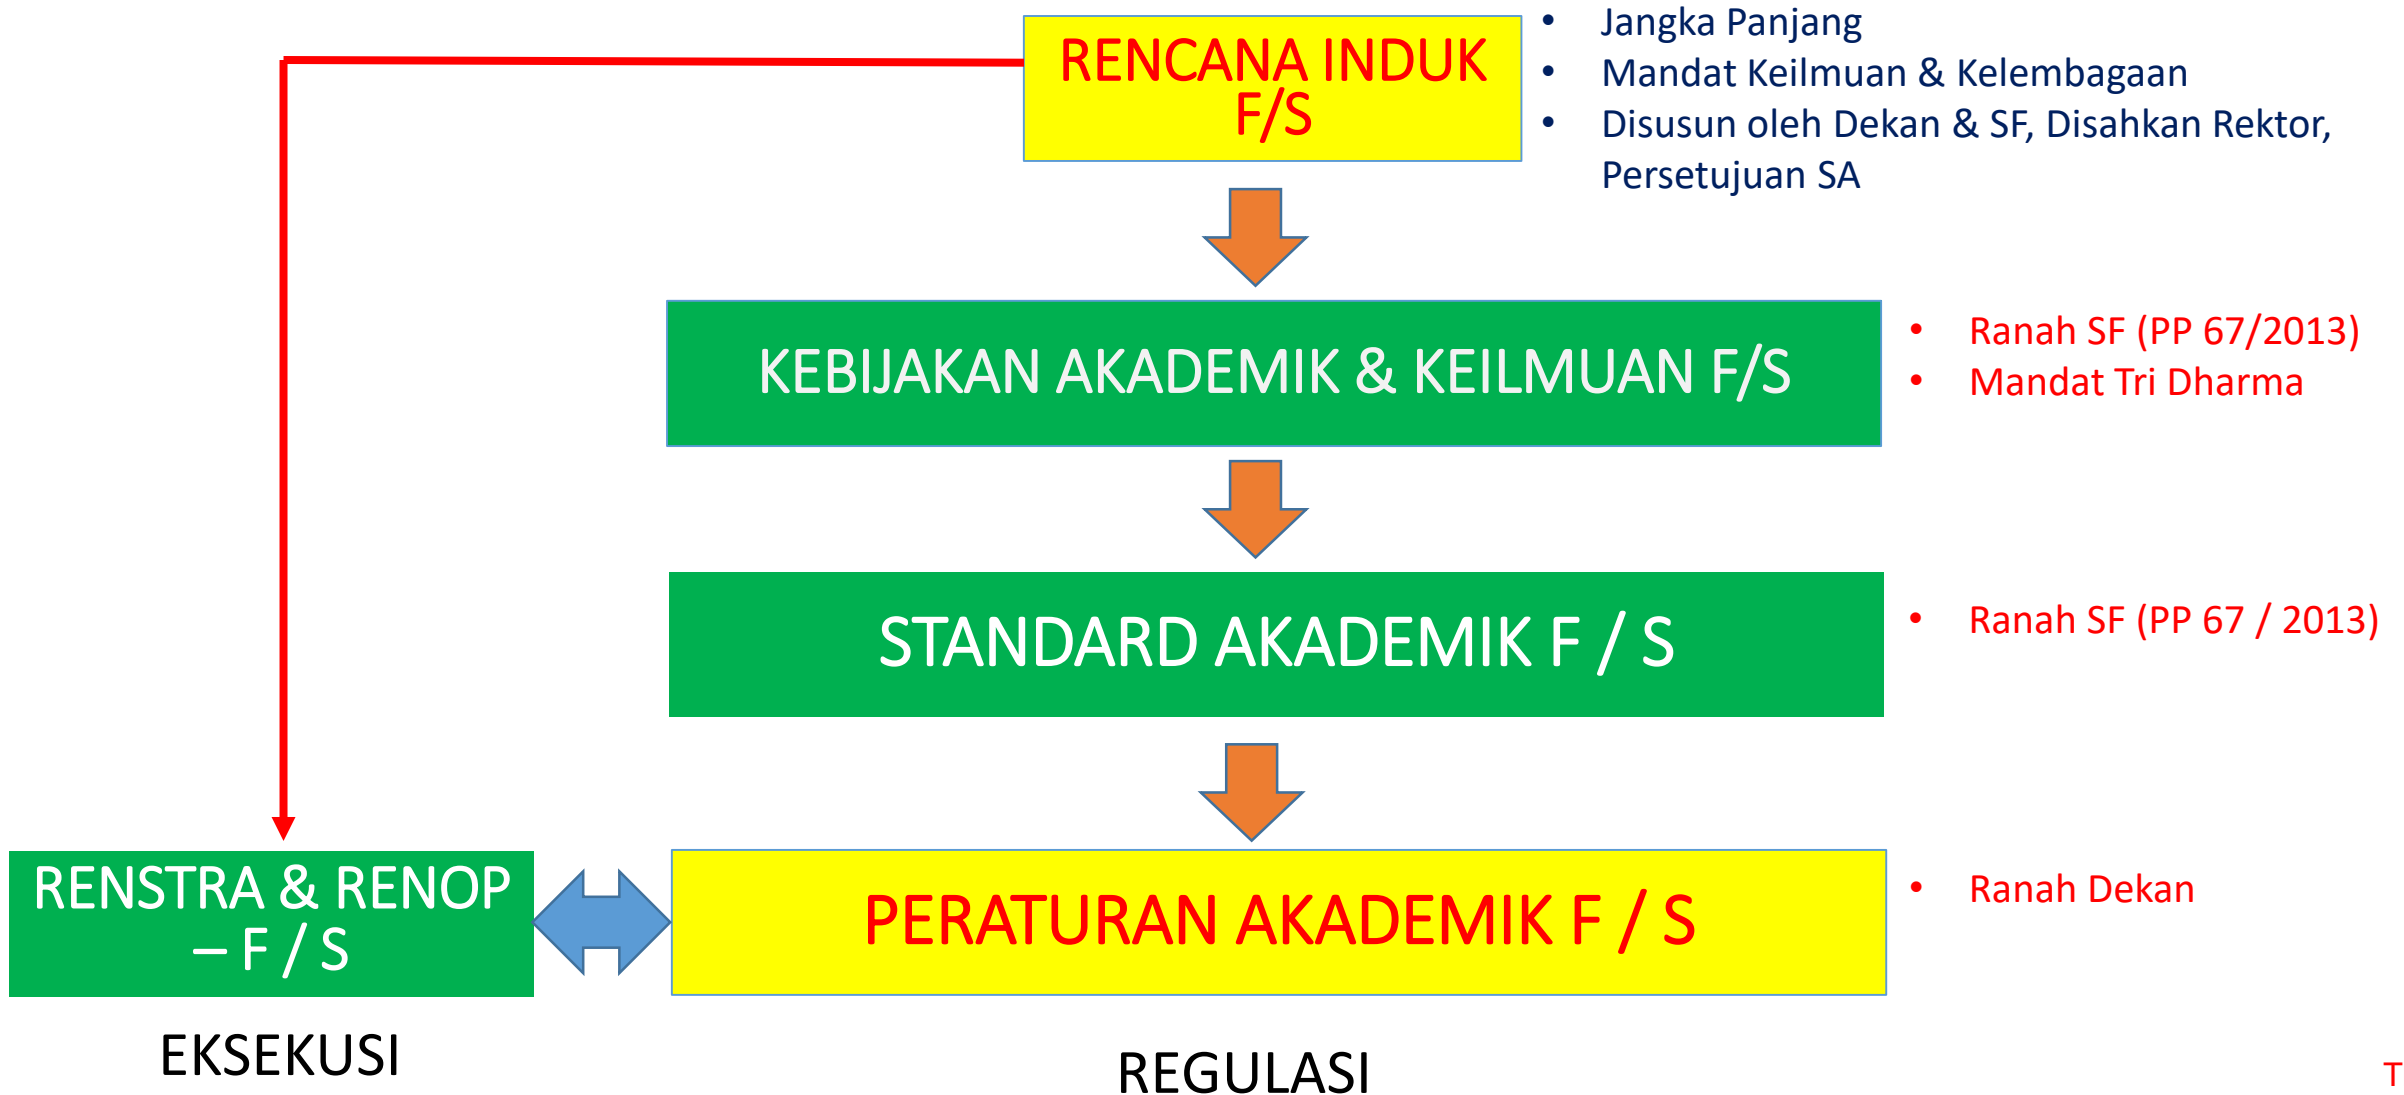 RENCANA INDUK
F/S
• Jangka Panjang
• Mandat Keilmuan & Kelembagaan
• Disusun oleh Dekan & SF, Disahkan Rektor,
Persetujuan SA
KEBIJAKAN AKADEMIK & KEILMUAN F/S
• Ranah SF (PP 67/2013)
• Mandat Tri Dharma
STANDARD AKADEMIK F / S
• Ranah SF (PP 67 / 2013)
RENSTRA & RENOP
– F / S
PERATURAN AKADEMIK F / S
• Ranah Dekan
EKSEKUSI
REGULASI
T